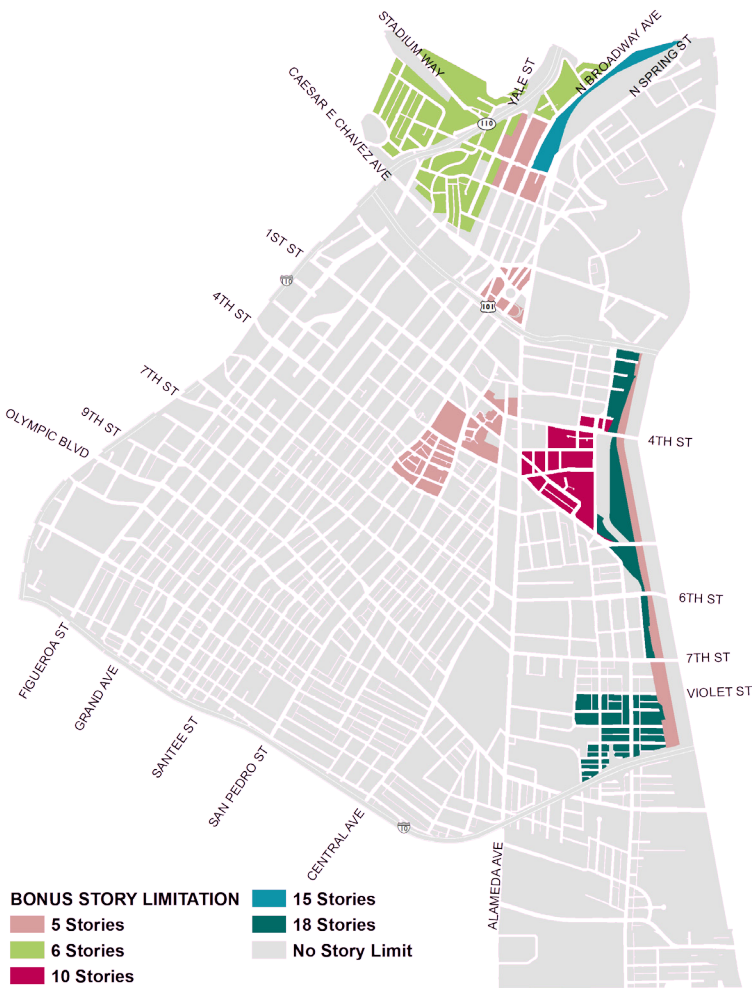 STADIUM WAY
N BROADWAY AVE
YALE ST
N SPRING ST
CAESAR E CHAVEZ AVE
110
1ST ST
110
101
4TH ST
7TH ST
9TH ST
OLYMPIC BLVD
4TH ST
6TH ST
7TH ST
VIOLET ST
FIGUEROA ST
GRAND AVE
SANTEE ST
SAN PEDRO ST
CENTRAL AVE
10
ALAMEDA AVE
BONUS STORY LIMITATION
5 Stories
6 Stories
10 Stories
15 Stories
18 Stories
No Story Limit